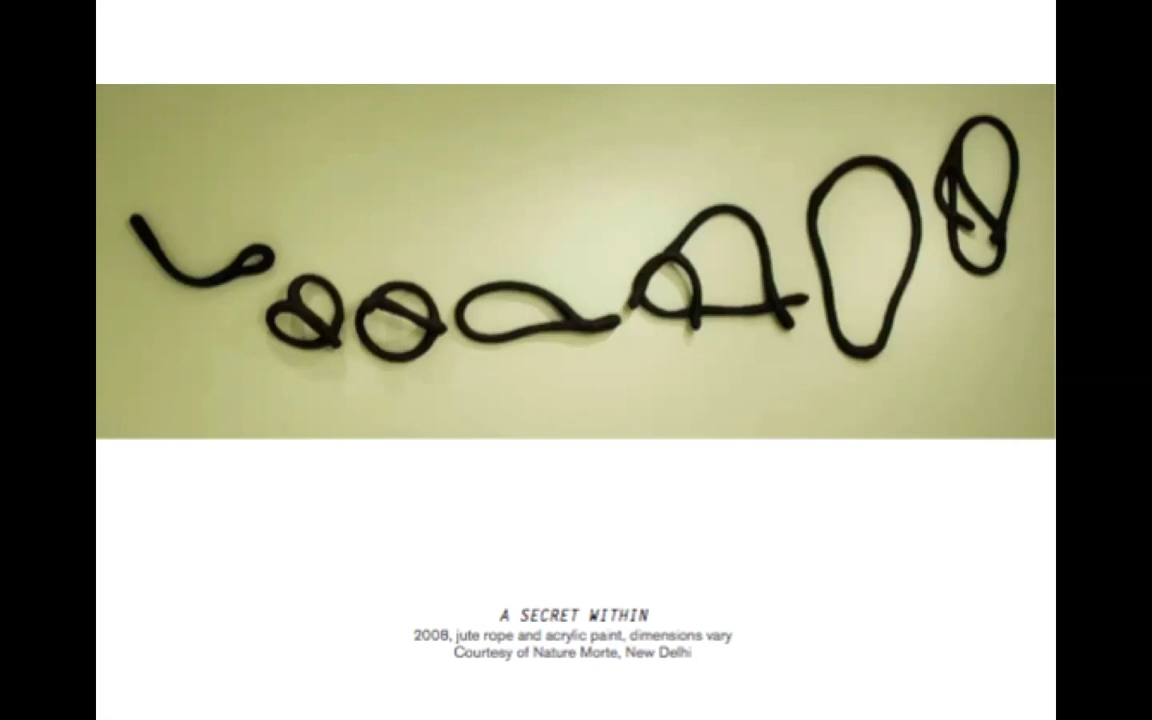 A SECRET WITHIN
2008, jute rope and acrylic paint, dimensions vary
Courtesy of Nature Morte, New Delhi